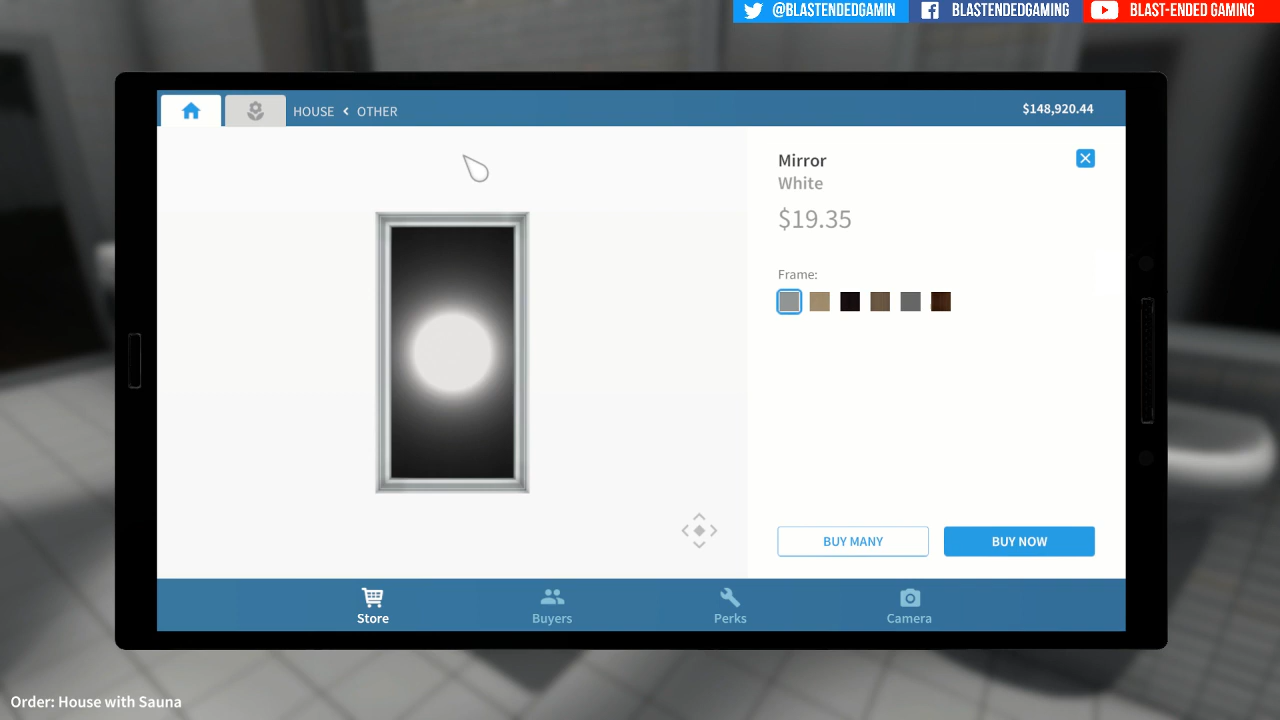 @BLASTENDEDGAMIN
BLASTENDEDGAMING
BLAST-ENDED GAMING
HOUSE
OTHER
$148,920.44
Mirror
White
$19.35
Frame:
BUY MANY
BUY NOW
Store
Buyers
Perks
Camera
Order: House with Sauna